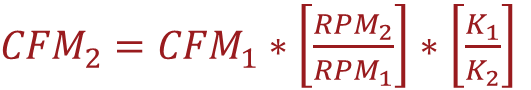 CFM₂ = CFM₁ * [RPM₂/RPM₁] * [K₁/K₂]